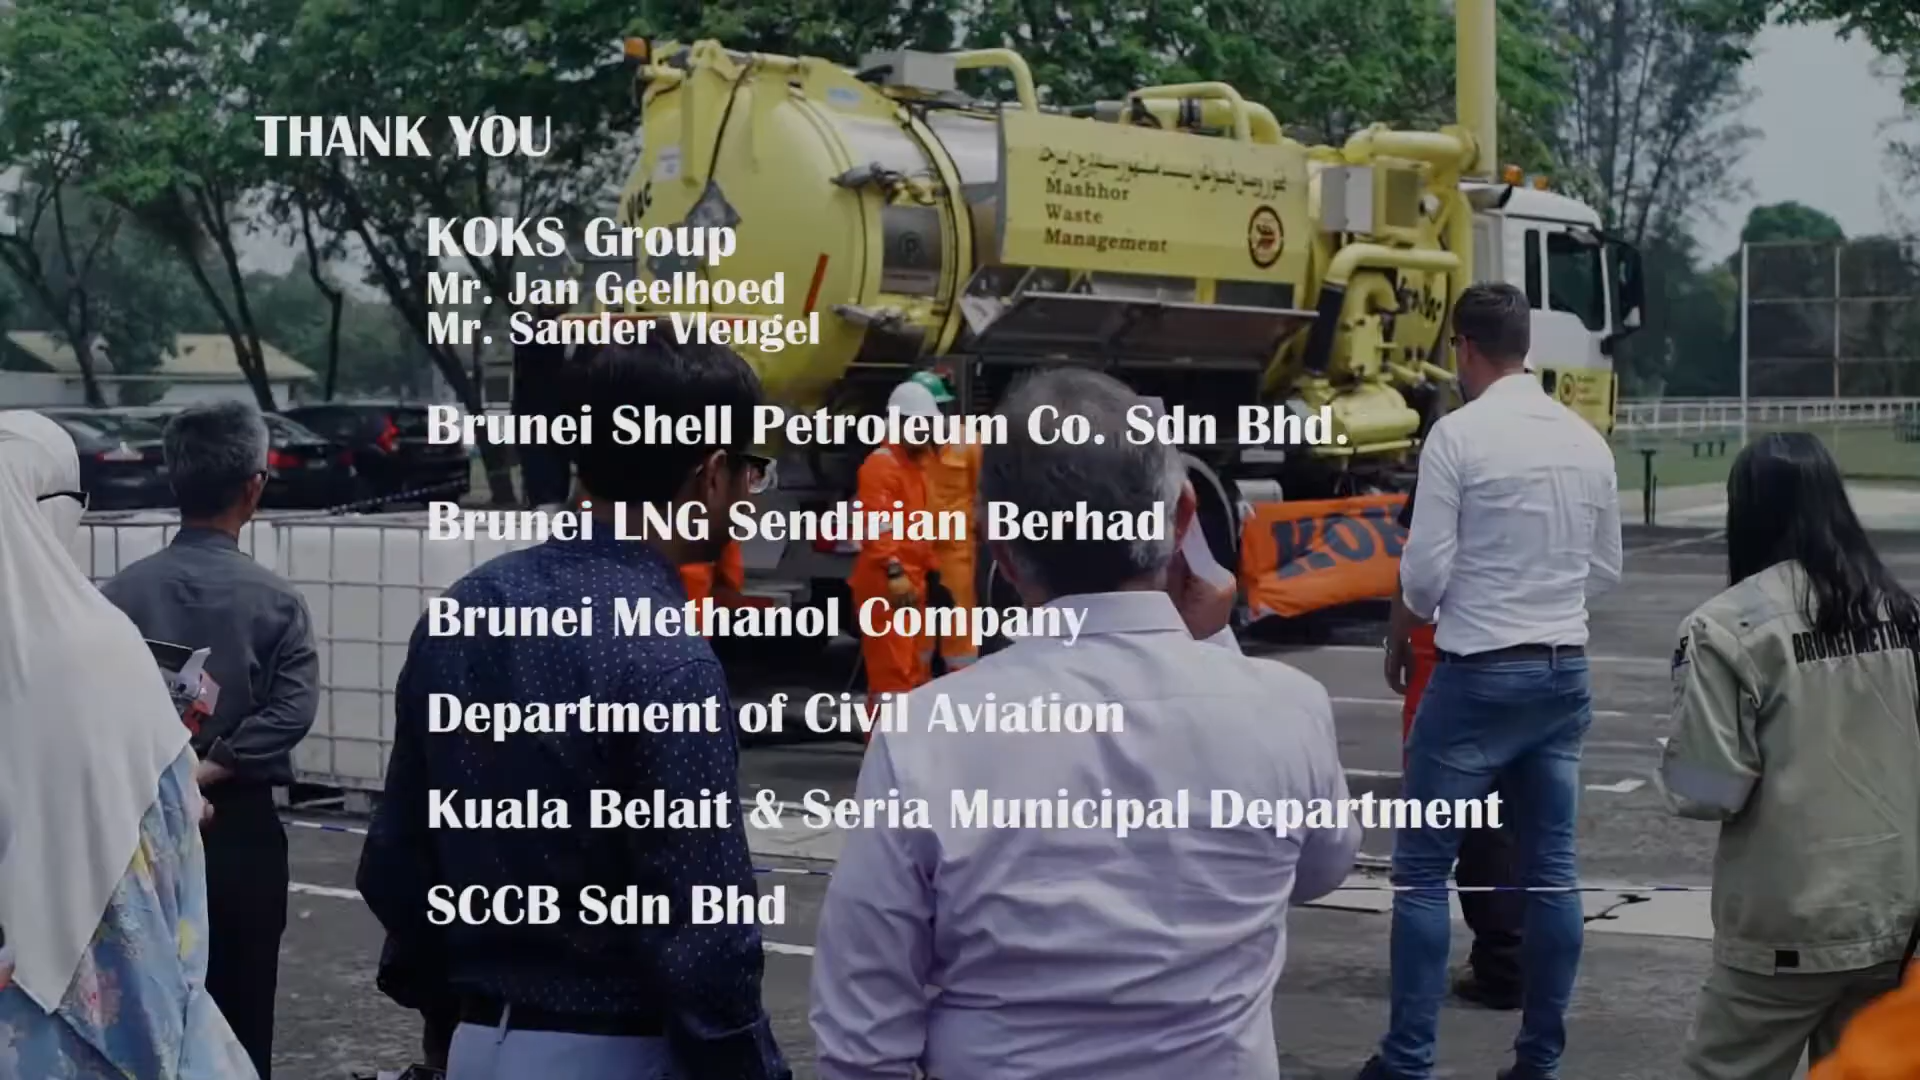 THANK YOU
KOKS Group
Mr. Jan Geelhoed
Mr. Sander Vleugel
Brunei Shell Petroleum Co. Sdn Bhd.
Brunei LNG Sendirian Berhad
Brunei Methanol Company
Department of Civil Aviation
Kuala Belait & Seria Municipal Department
SCCB Sdn Bhd
Mashhor
Waste
Management
KOK